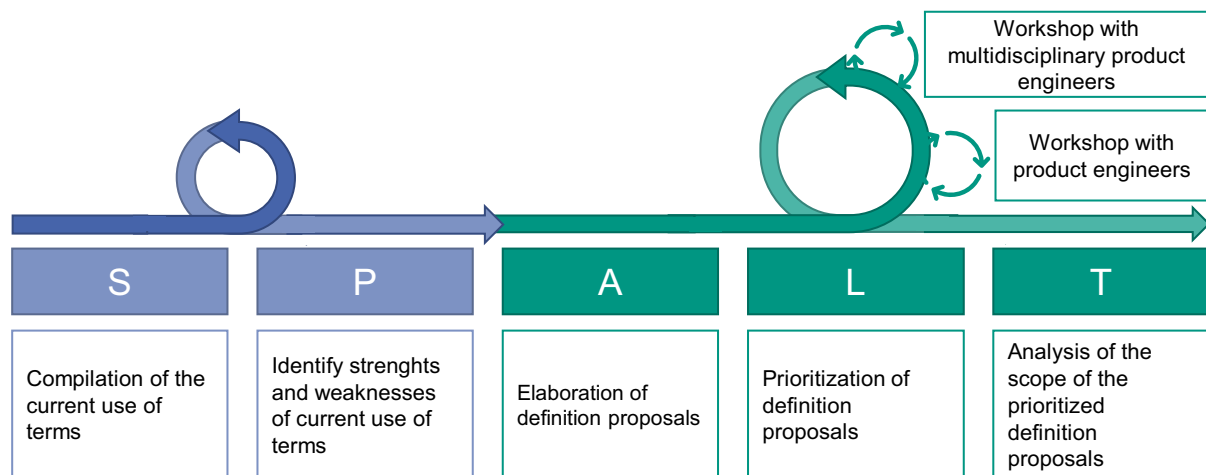 Workshop with
multidisciplinary product
engineers
Workshop with
product engineers
S
P
A
L
T
Compilation of the
current use of
terms
Identify strenghts
and weaknesses
of current use of
terms
Elaboration of
definition proposals
Prioritization of
definition
proposals
Analysis of the
scope of the
prioritized
definition
proposals